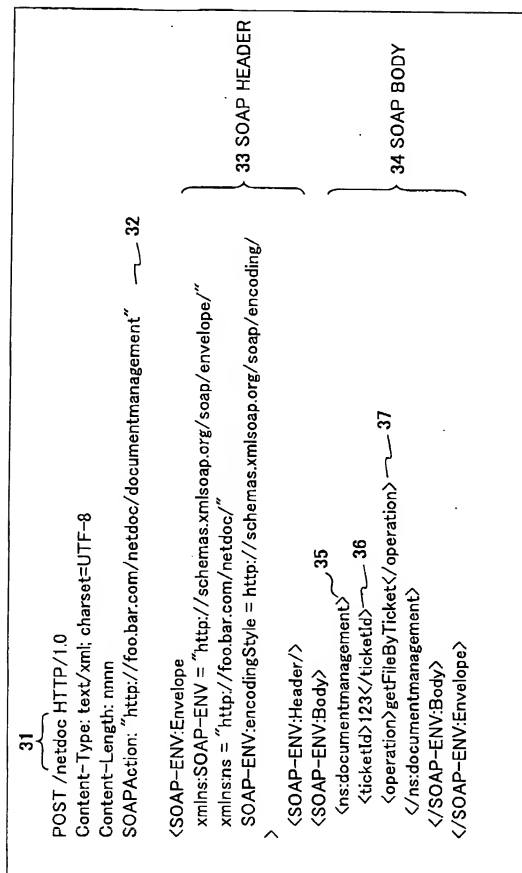 31
POST /netdoc HTTP/1.0
Content-Type: text/xml; charset=UTF-8
Content-Length: nnnn
SOAPAction: "http://foo.bar.com/netdoc/documentmanagement" 32
<SOAP-ENV:Envelope
xmlns:SOAP-ENV = "http://schemas.xmlsoap.org/soap/envelope/"
xmlns:ns = "http://foo.bar.com/netdoc/"
SOAP-ENV:encodingStyle = http://schemas.xmlsoap.org/soap/encoding/
>
33 SOAP HEADER
<SOAP-ENV:Header/>
<SOAP-ENV:Body>
<ns:documentmanagement> 35
<ticketId>123</ticketId> 36
<operation>getFileByTicket</operation> 37
</ns:documentmanagement>
</SOAP-ENV:Body>
</SOAP-ENV:Envelope>
34 SOAP BODY